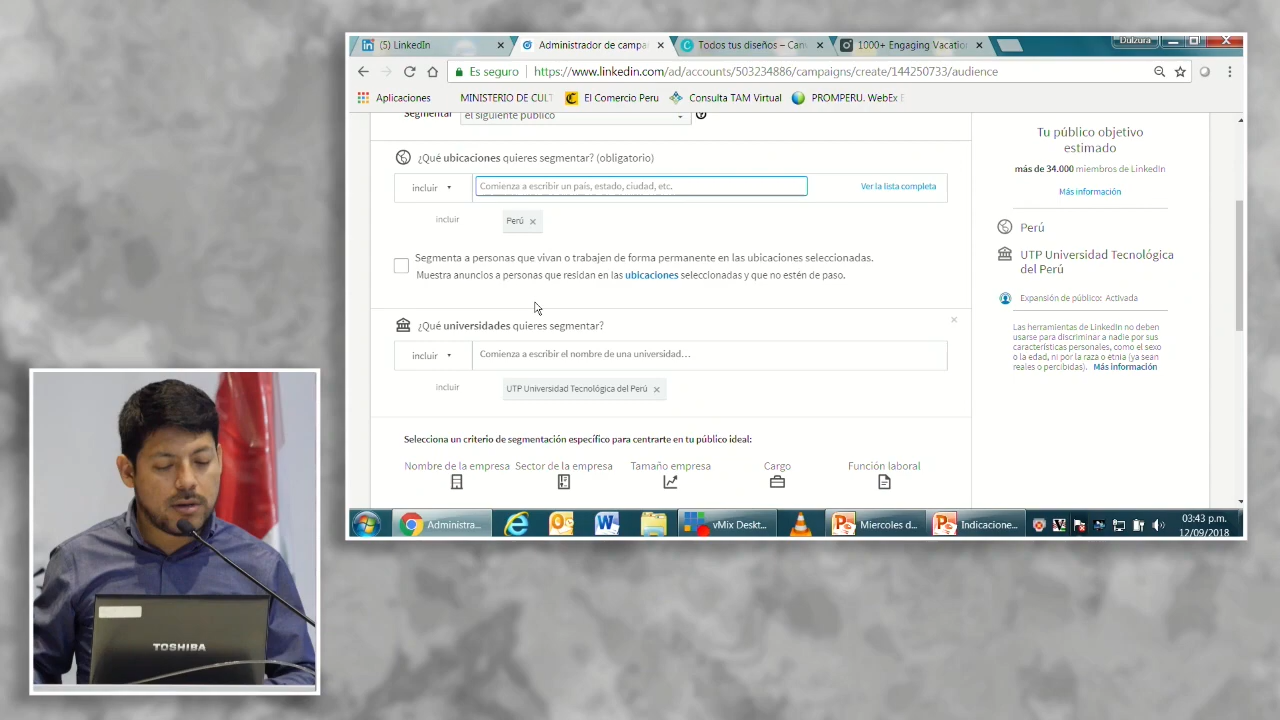 (5) LinkedIn
Administrador de campa
Todos tus diseños – Can
1000+ Engaging Vacation
Dulzura
Es seguro
https://www.linkedin.com/ad/accounts/503234886/campaigns/create/144250733/audience
Aplicaciones
MINISTERIO DE CULT
El Comercio Peru
Consulta TAM Virtual
PROMPERU. WebEx E
Segmentar
el siguiente público
¿Qué ubicaciones quieres segmentar? (obligatorio)
incluir
Comienza a escribir un país, estado, ciudad, etc.
Ver la lista completa
incluir
Perú
Segmenta a personas que vivan o trabajen de forma permanente en las ubicaciones seleccionadas.
Muestra anuncios a personas que residan en las ubicaciones seleccionadas y que no estén de paso.
¿Qué universidades quieres segmentar?
incluir
Comienza a escribir el nombre de una universidad...
incluir
UTP Universidad Tecnológica del Perú
Selecciona un criterio de segmentación específico para centrarte en tu público ideal:
Nombre de la empresa
Sector de la empresa
Tamaño empresa
Cargo
Función laboral
Tu público objetivo
estimado
más de 34.000 miembros de LinkedIn
Más información
Perú
UTP Universidad Tecnológica
del Perú
Expansión de público: Activada
Las herramientas de LinkedIn no deben
usarse para discriminar a nadie por sus
características personales, como el sexo
o la edad, ni por la raza o etnia (ya sean
reales o percibidas). Más información
Administra...
vMix Deskt...
Miercoles d...
Indicacione...
03:43 p.m.
12/09/2018
TOSHIBA